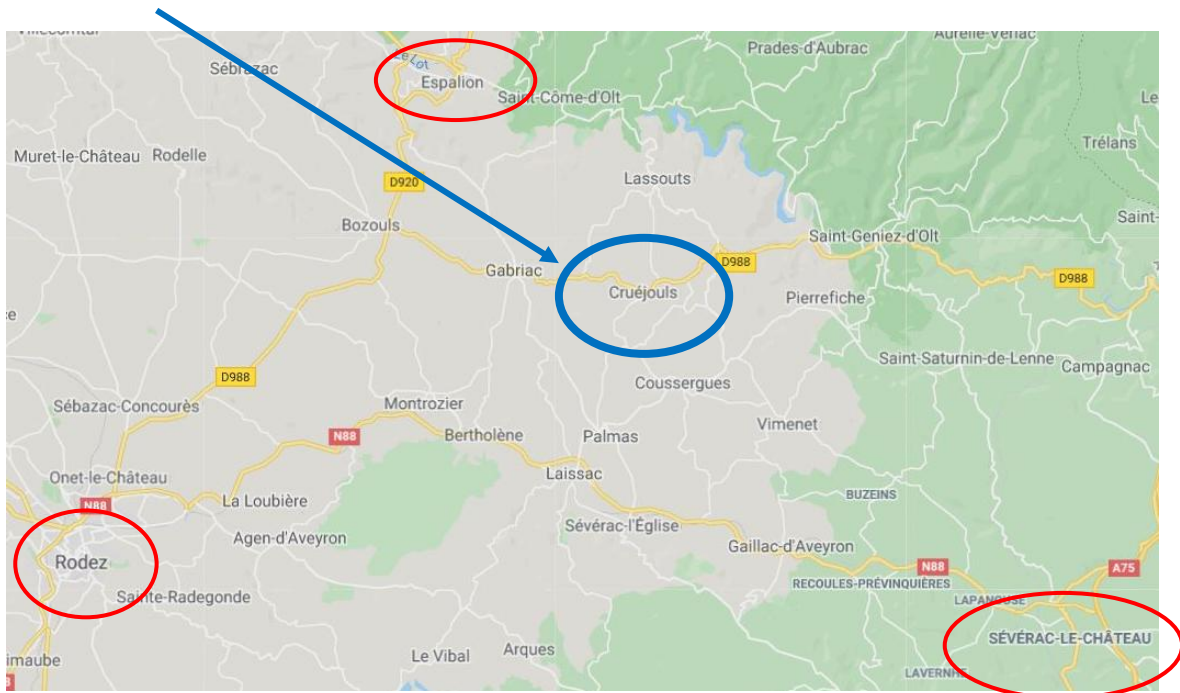 Le Lot
Espalion
Sébrazac
Prades-d'Aubrac
Saint-Côme-d'Olt
Le
Muret-le-Château
Rodelle
Trélans
D920
Lassouts
Bozouls
Saint-
Saint-Geniez-d'Olt
Gabriac
D988
D988
Cruéjouls
Pierrefiche
Saint-Saturnin-de-Lenne
Campagnac
D988
Coussergues
Sébazac-Concourès
Montrozier
Vimenet
N88
Bertholène
Palmas
Onet-le-Château
Laissac
La Loubière
BUZEINS
N88
Sévérac-l'Église
Agen-d'Aveyron
Gaillac-d'Aveyron
Rodez
N88
A75
RECOULES-PRÉVINQUIÈRES
Sainte-Radegonde
LAPANOUSE
SÉVÉRAC-LE-CHÂTEAU
Arques
Le Vibal
imaube
LAVERNHE